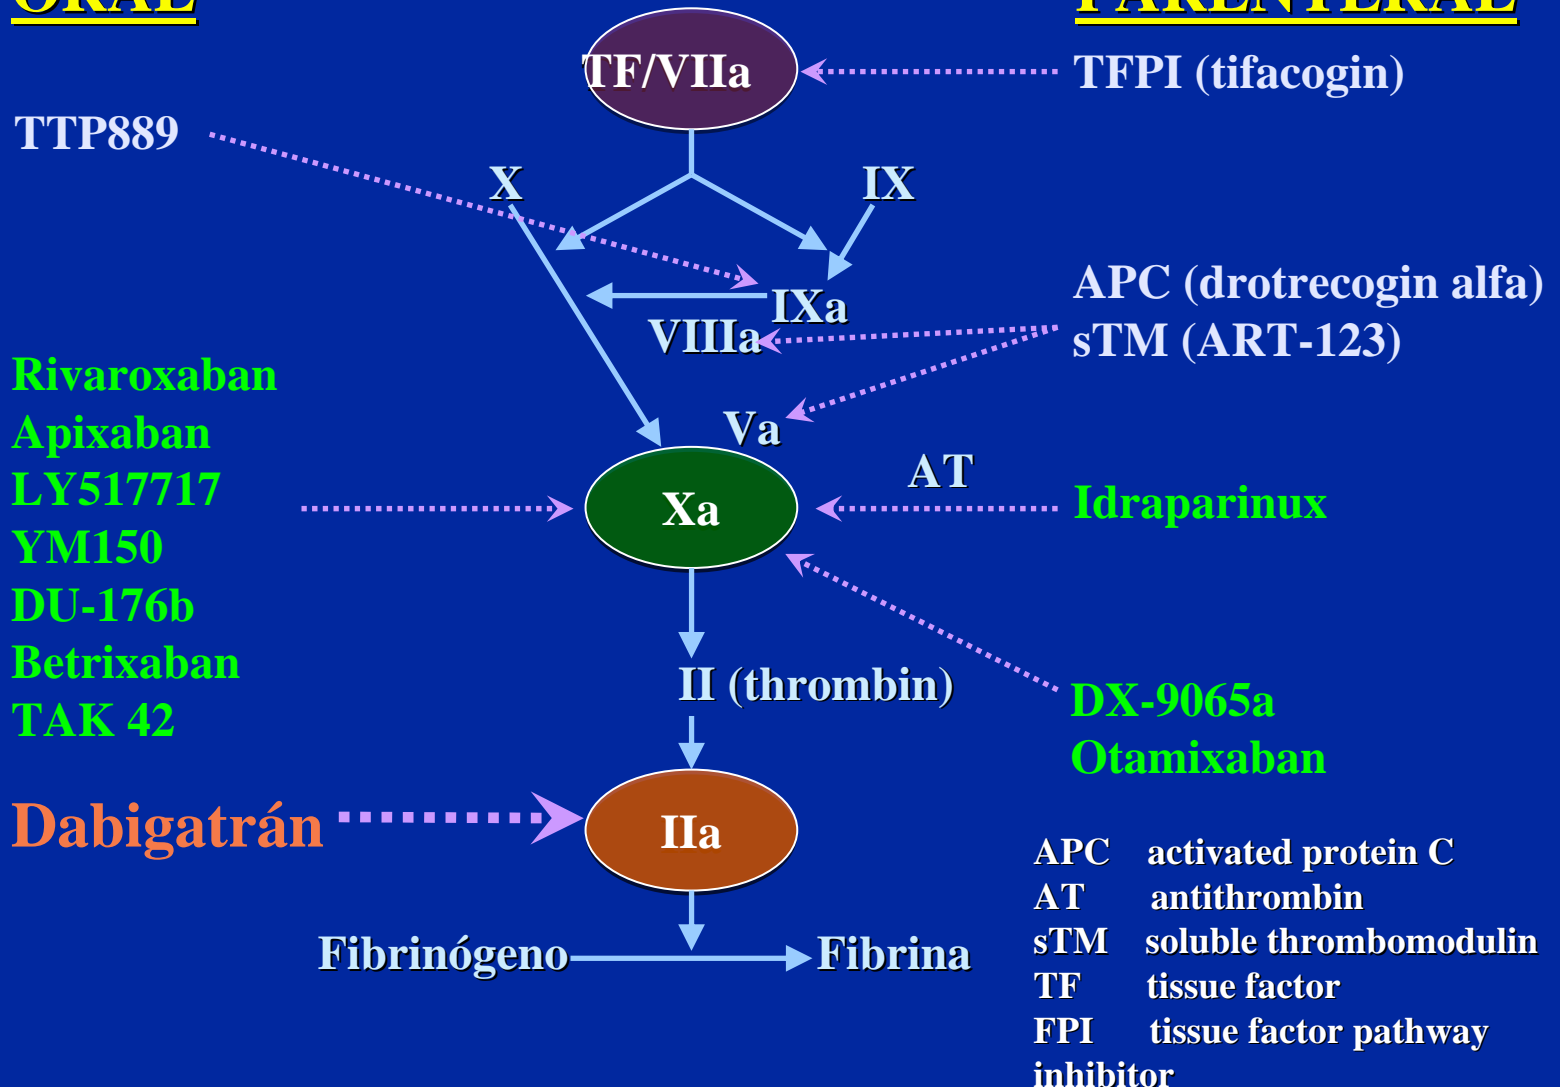 ORAL
PARENTERAL
TF/VIIa
TFPI (tifacogin)
TTP889
X
IX
IXa
VIIIa
APC (drotrecogin alfa)
sTM (ART-123)
Rivaroxaban
Apixaban
LY517717
YM150
DU-176b
Betrixaban
TAK 42
Va
AT
Xa
Idraparinux
II (thrombin)
DX-9065a
Otamixaban
Dabigatrán
IIa
Fibrinógeno
Fibrina
APC activated protein C
AT antithrombin
sTM soluble thrombomodulin
TF tissue factor
FPI tissue factor pathway
inhibitor